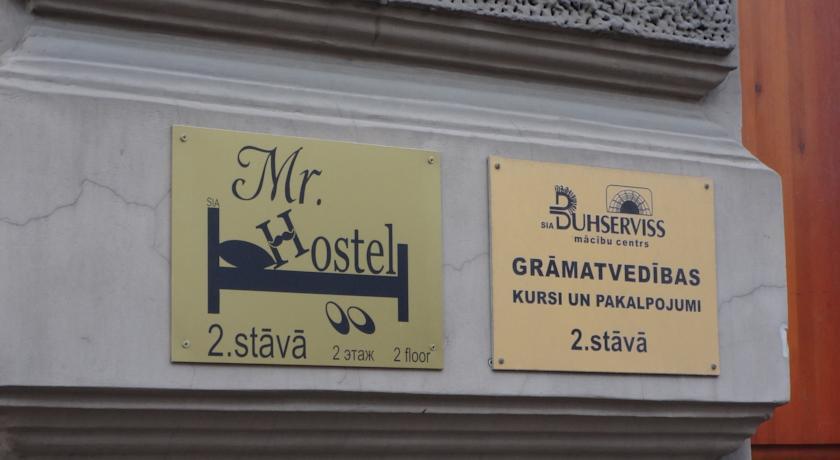 Mr.
SIA
Hostel
2.stāvā 2 этаж 2 floor
SIA BUHSERVISS
mācību centrs
GRĀMATVEDĪBAS
KURSI UN PAKALPOJUMI
2.stāvā